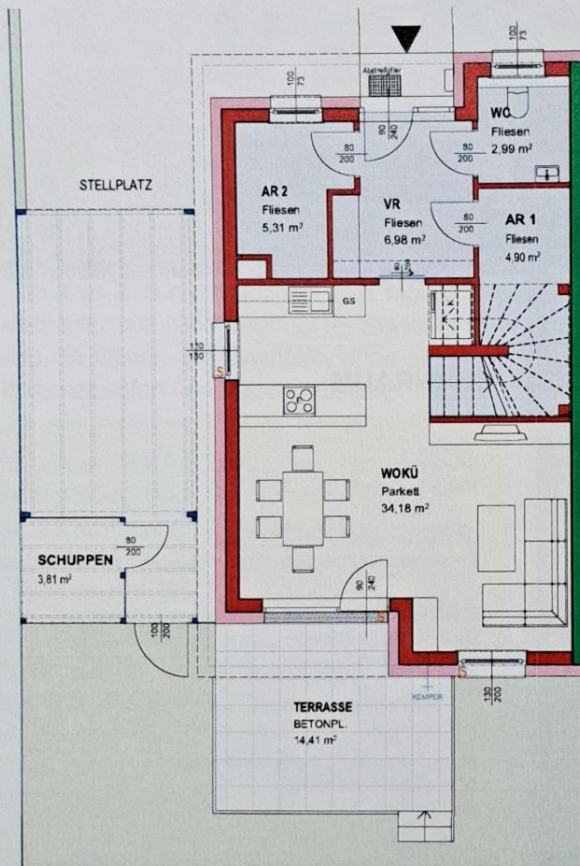 100
73
Abstreifgitter
100
73
WC
Fliesen
2,99 m²
90
240
80
200
80
200
STELLPLATZ
AR 2
Fliesen
5,31 m²
VR
Fliesen
6,98 m²
80
200
AR 1
Fliesen
4,90 m²
GS
130
S
WOKÜ
Parkett
34,18 m²
SCHUPPEN
3,81 m²
80
200
90
240
100
200
S
S
130
200
KEMPER
TERRASSE
BETONPL.
14,41 m²